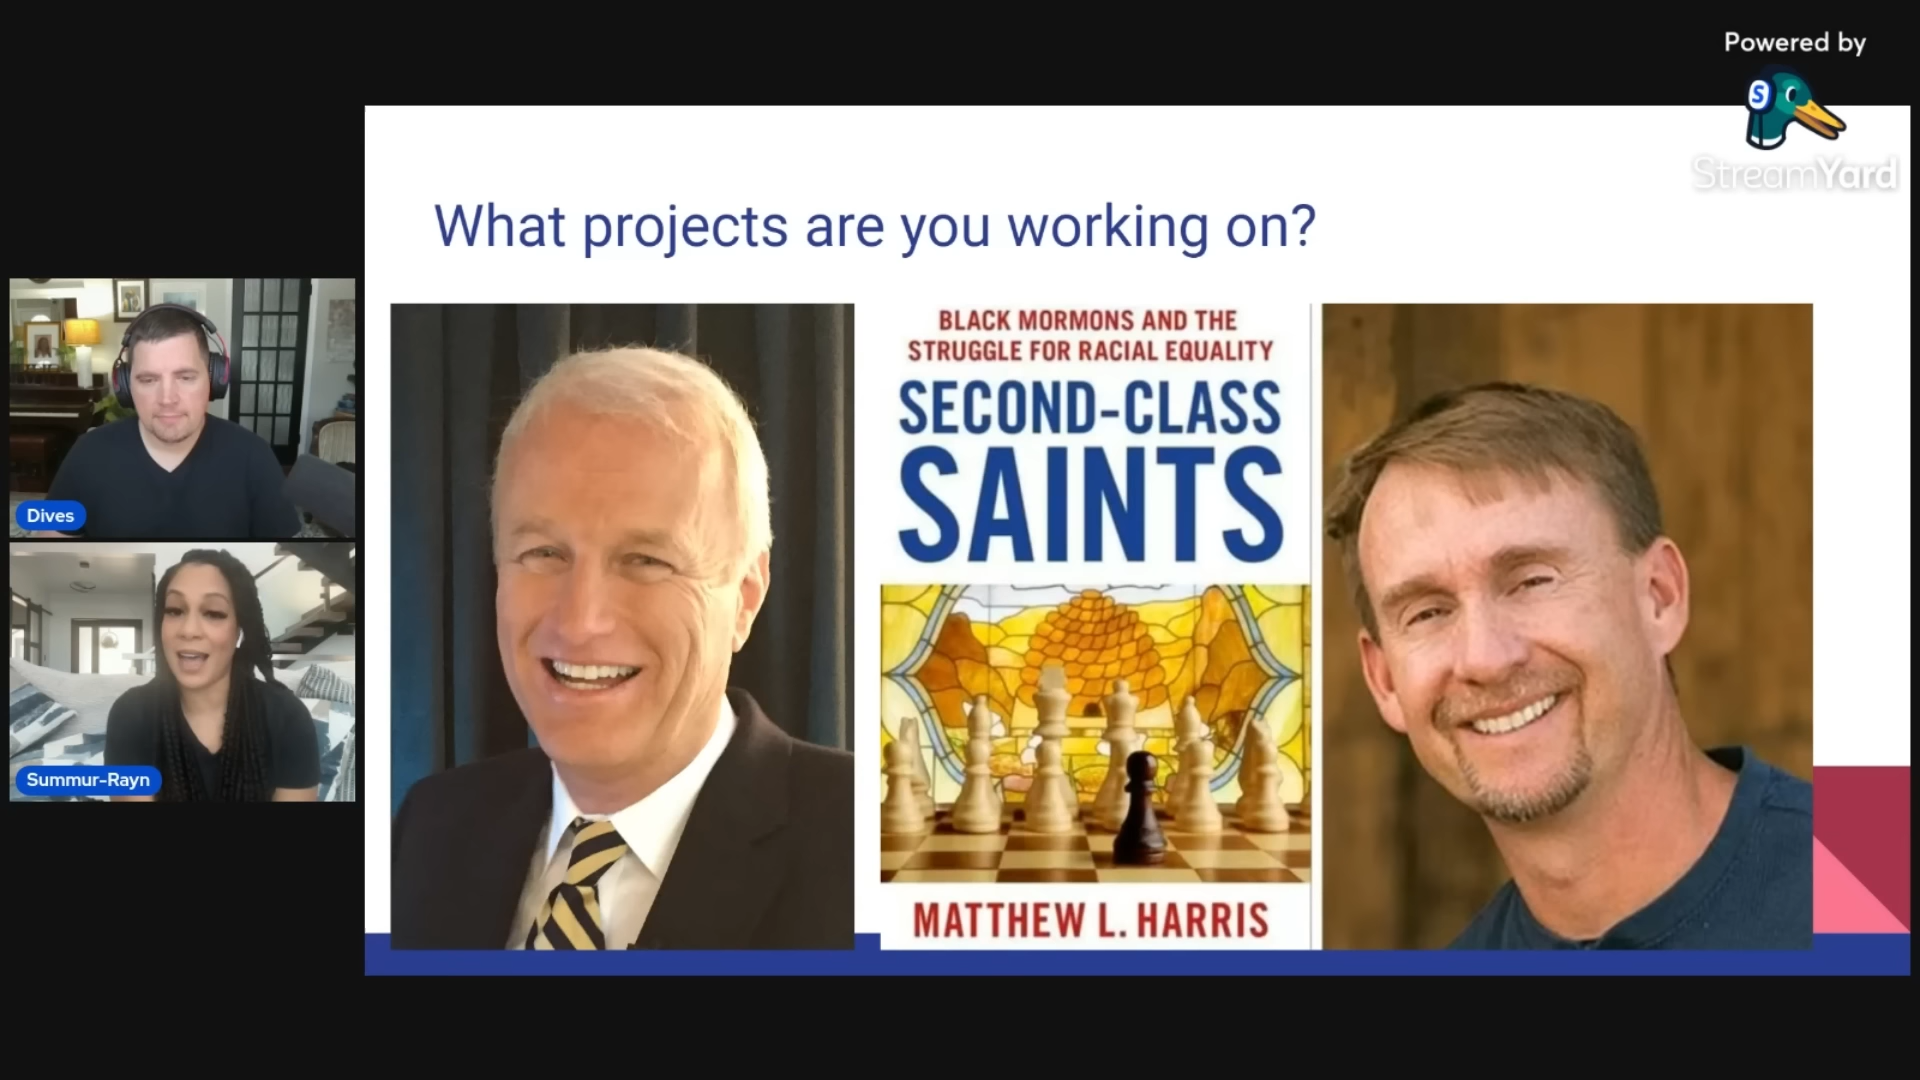 Powered by
S
StreamYard
What projects are you working on?
BLACK MORMONS AND THE
STRUGGLE FOR RACIAL EQUALITY
SECOND-CLASS
SAINTS
MATTHEW L. HARRIS
Dives
Summur-Rayn